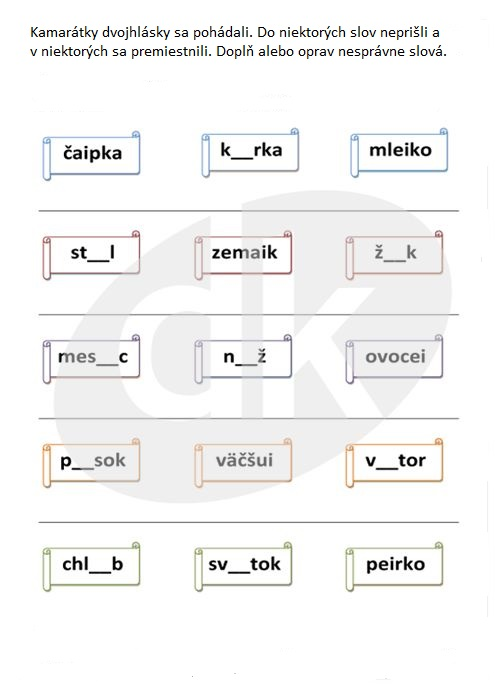 Kamarátky dvojhlásky sa pohádali. Do niektorých slov neprišli a
v niektorých sa premiestnili. Doplň alebo oprav nesprávne slová.
čaipka k__rka mleiko
st__l zemaik ž__k
mes__c n__ž ovocei
p__sok väčšui v__tor
chl__b sv__tok peirko